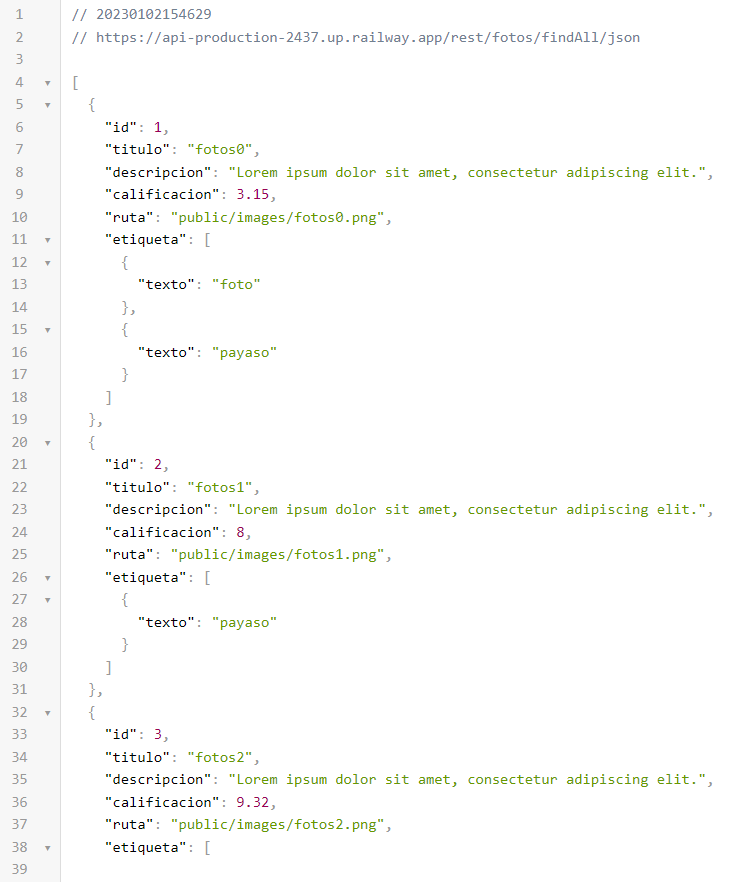 1 // 20230102154629
2 // https://api-production-2437.up.railway.app/rest/fotos/findAll/json
3
4 [
5 {
6 "id": 1,
7 "titulo": "fotos0",
8 "descripcion": "Lorem ipsum dolor sit amet, consectetur adipiscing elit.",
9 "calificacion": 3.15,
10 "ruta": "public/images/fotos0.png",
11 "etiqueta": [
12 {
13 "texto": "foto"
14 },
15 {
16 "texto": "payaso"
17 }
18 ]
19 },
20 {
21 "id": 2,
22 "titulo": "fotos1",
23 "descripcion": "Lorem ipsum dolor sit amet, consectetur adipiscing elit.",
24 "calificacion": 8,
25 "ruta": "public/images/fotos1.png",
26 "etiqueta": [
27 {
28 "texto": "payaso"
29 }
30 ]
31 },
32 {
33 "id": 3,
34 "titulo": "fotos2",
35 "descripcion": "Lorem ipsum dolor sit amet, consectetur adipiscing elit.",
36 "calificacion": 9.32,
37 "ruta": "public/images/fotos2.png",
38 "etiqueta": [
39